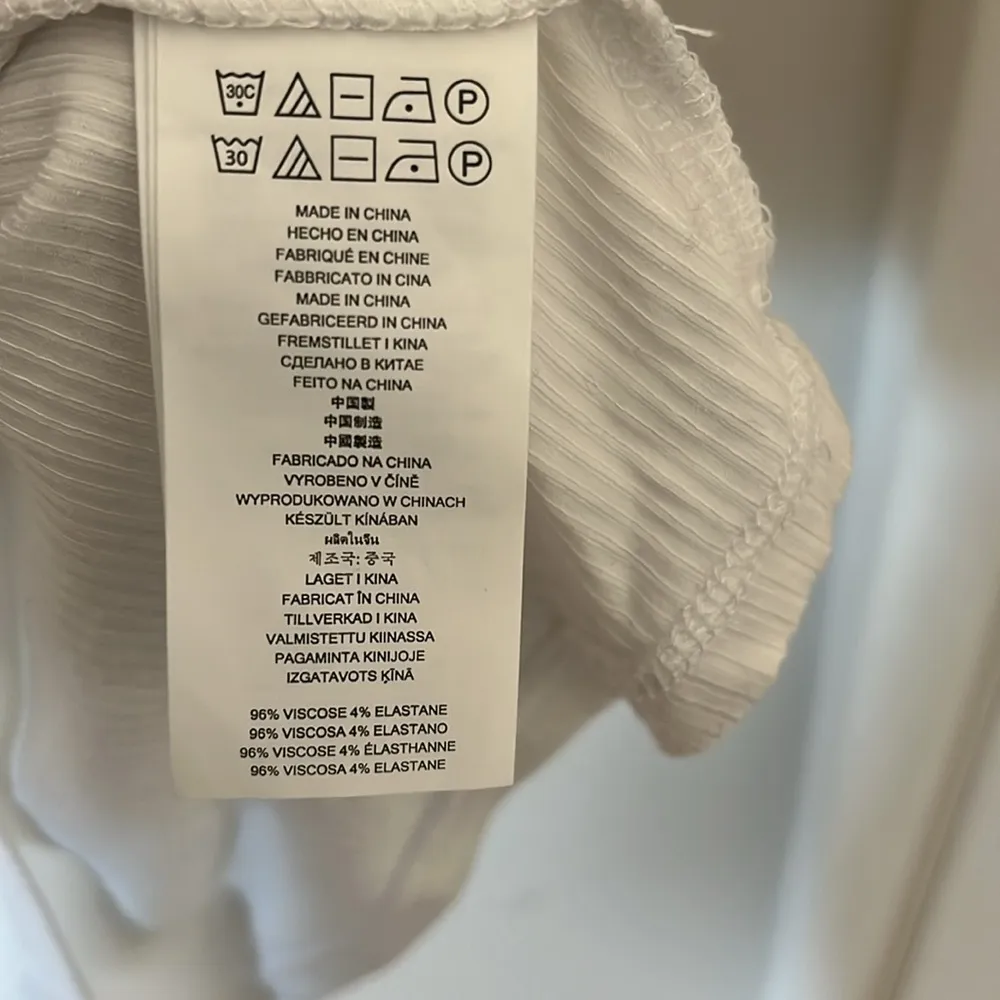 30C P
30 P
MADE IN CHINA
HECHO EN CHINA
FABRIQUÉ EN CHINE
FABBRICATO IN CINA
MADE IN CHINA
GEFABRICEERD IN CHINA
FREMSTILLET I KINA
СДЕЛАНО В КИТАЕ
FEITO NA CHINA
中国製
中国制造
中國製造
FABRICADO NA CHINA
VYROBENO V ČÍNĚ
WYPRODUKOWANO W CHINACH
KÉSZÜLT KÍNÁBAN
ผลิตในจีน
제조국: 중국
LAGET I KINA
FABRICAT ÎN CHINA
TILLVERKAD I KINA
VALMISTETTU KIINASSA
PAGAMINTA KINIJOJE
IZGATAVOTS ĶĪNĀ
96% VISCOSE 4% ELASTANE
96% VISCOSA 4% ELASTANO
96% VISCOSE 4% ÉLASTHANNE
96% VISCOSA 4% ELASTANE